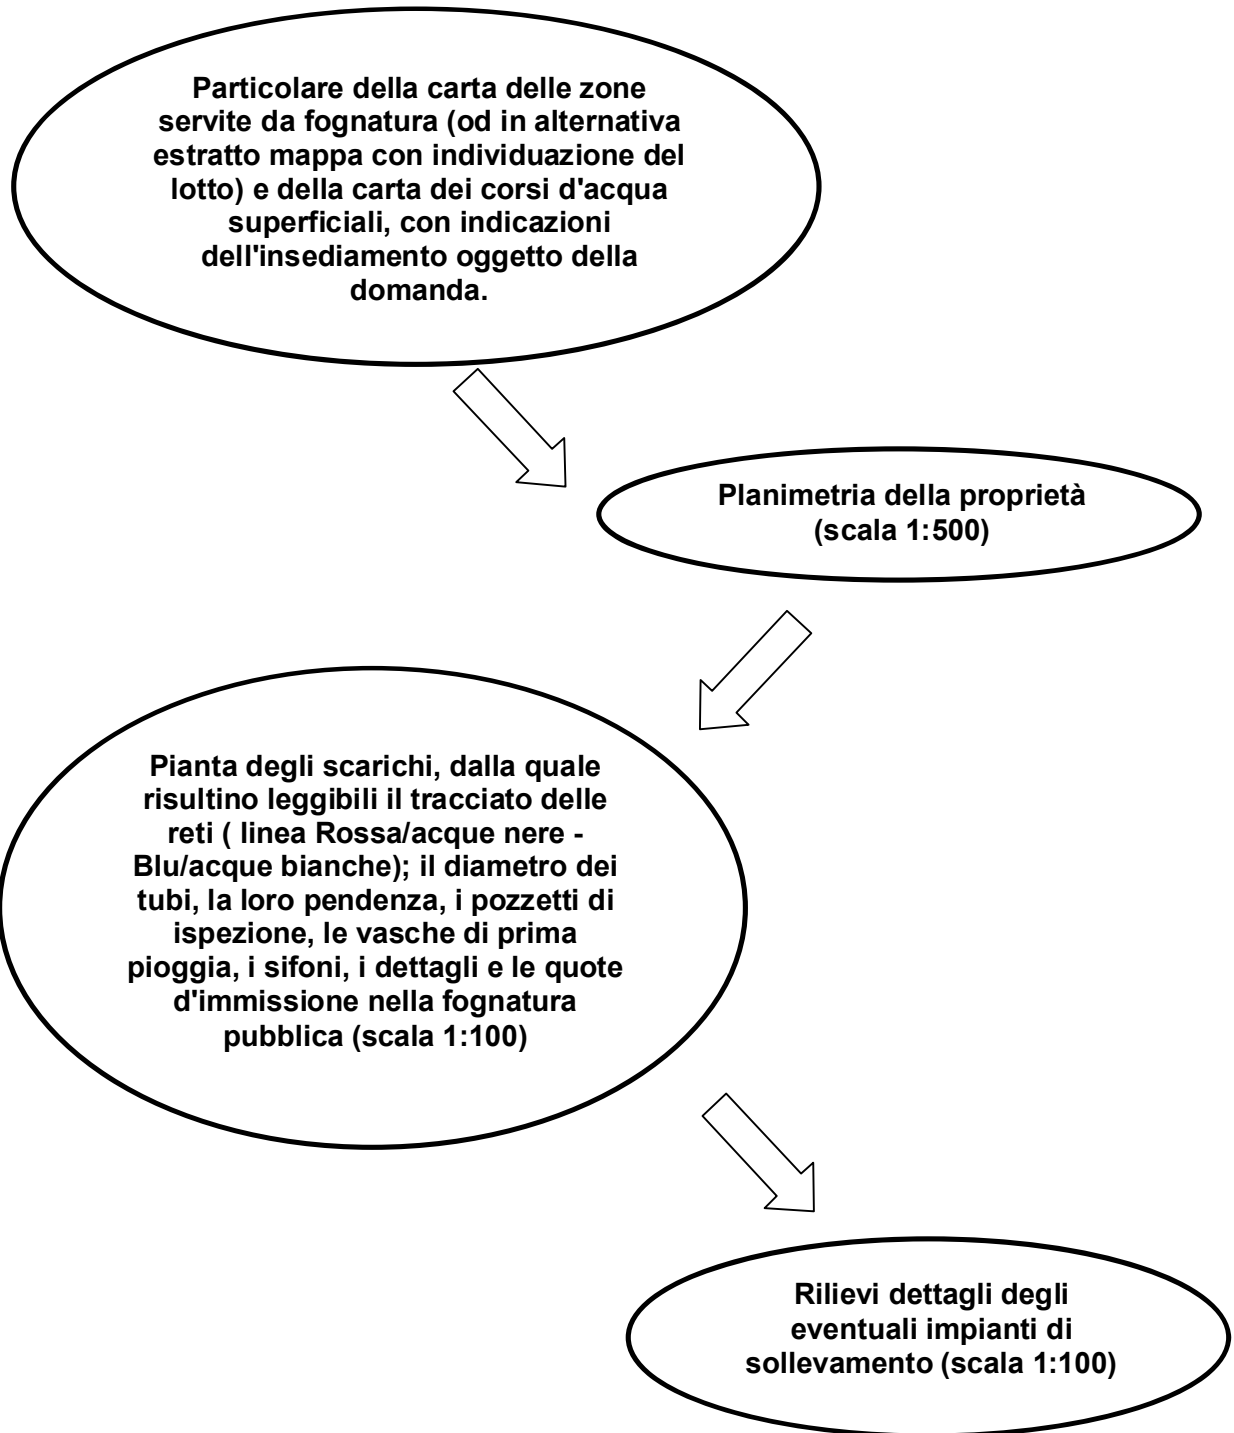 Particolare della carta delle zone
servite da fognatura (od in alternativa
estratto mappa con individuazione del
lotto) e della carta dei corsi d'acqua
superficiali, con indicazioni
dell'insediamento oggetto della
domanda.
Planimetria della proprietà
(scala 1:500)
Pianta degli scarichi, dalla quale
risultino leggibili il tracciato delle
reti ( linea Rossa/acque nere -
Blu/acque bianche); il diametro dei
tubi, la loro pendenza, i pozzetti di
ispezione, le vasche di prima
pioggia, i sifoni, i dettagli e le quote
d'immissione nella fognatura
pubblica (scala 1:100)
Rilievi dettagli degli
eventuali impianti di
sollevamento (scala 1:100)